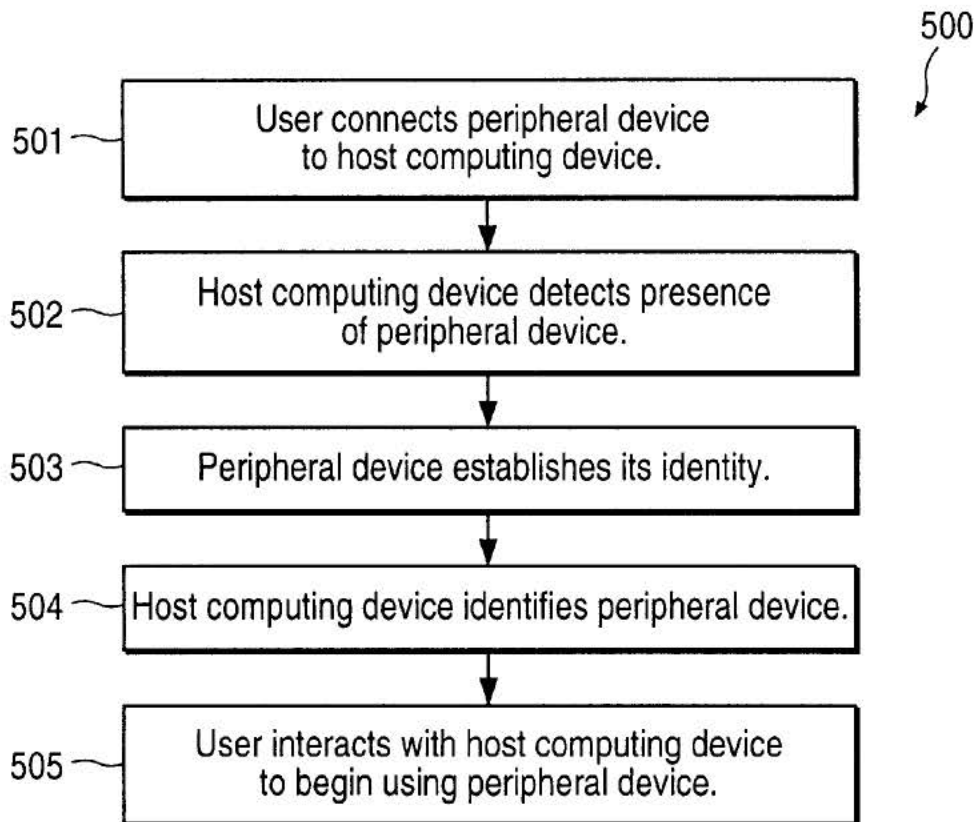 500
501
User connects peripheral device
to host computing device.
502
Host computing device detects presence
of peripheral device.
503
Peripheral device establishes its identity.
504
Host computing device identifies peripheral device.
505
User interacts with host computing device
to begin using peripheral device.